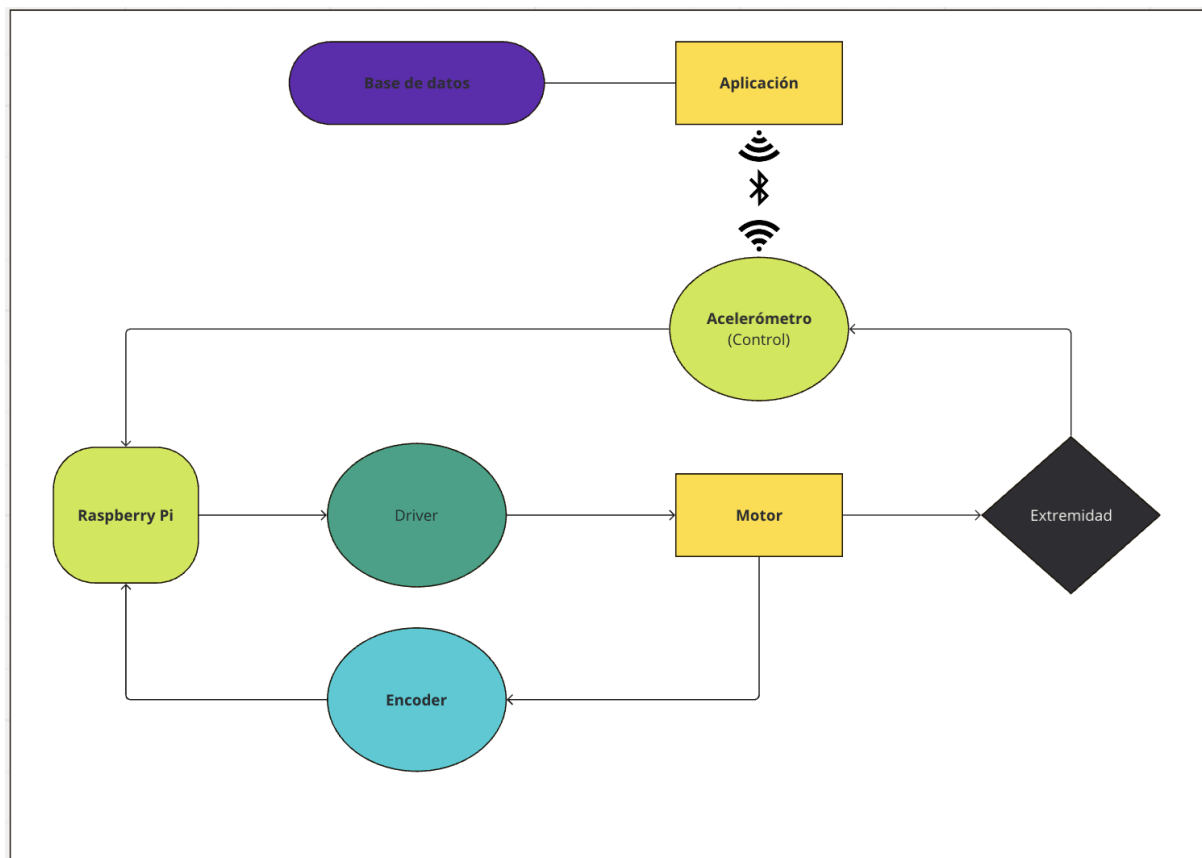 Base de datos
Aplicación
Acelerómetro
(Control)
Raspberry Pi
Driver
Motor
Extremidad
Encoder